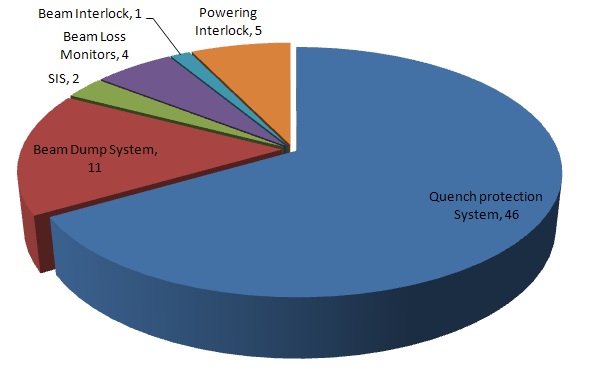 Beam Interlock, 1
Powering
Interlock, 5
Beam Loss
Monitors, 4
SIS, 2
Beam Dump System,
11
Quench protection
System, 46